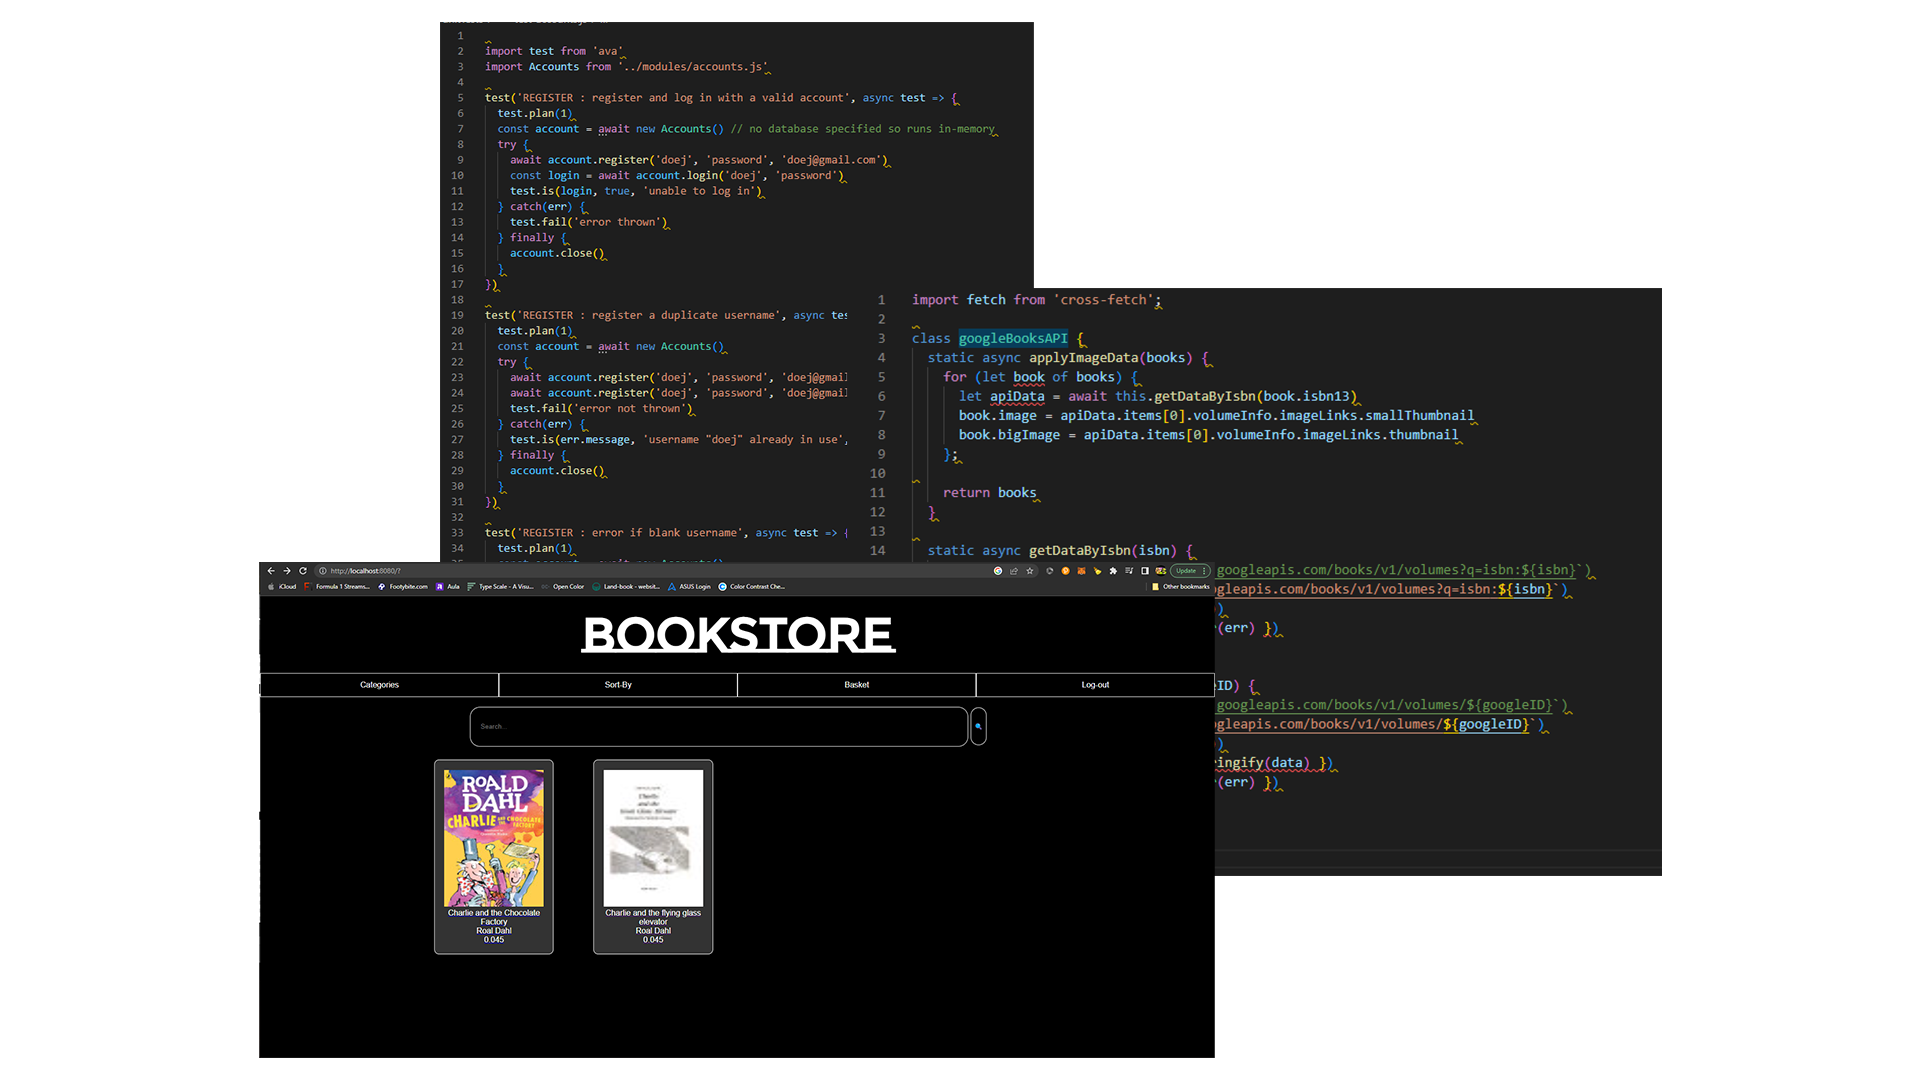 1
2 import test from 'ava'
3 import Accounts from '../modules/accounts.js'
4
5 test('REGISTER : register and log in with a valid account', async test => {
6 test.plan(1)
7 const account = await new Accounts() // no database specified so runs in-memory
8 try {
9 await account.register('doej', 'password', 'doej@gmail.com')
10 const login = await account.login('doej', 'password')
11 test.is(login, true, 'unable to log in')
12 } catch(err) {
13 test.fail('error thrown')
14 } finally {
15 account.close()
16 }
17 })
18
19 test('REGISTER : register a duplicate username', async tes
20 test.plan(1)
21 const account = await new Accounts()
22 try {
23 await account.register('doej', 'password', 'doej@gmail
24 await account.register('doej', 'password', 'doej@gmail
25 test.fail('error not thrown')
26 } catch(err) {
27 test.is(err.message, 'username "doej" already in use',
28 } finally {
29 account.close()
30 }
31 })
32
33 test('REGISTER : error if blank username', async test => {
34 test.plan(1)
1 import fetch from 'cross-fetch';
2
3 class googleBooksAPI {
4 static async applyImageData(books) {
5 for (let book of books) {
6 let apiData = await this.getDataByIsbn(book.isbn13)
7 book.image = apiData.items[0].volumeInfo.imageLinks.smallThumbnail
8 book.bigImage = apiData.items[0].volumeInfo.imageLinks.thumbnail
9 };
10
11 return books
12 }
13
14 static async getDataByIsbn(isbn) {
googleapis.com/books/v1/volumes?q=isbn:${isbn}`)
gleapis.com/books/v1/volumes?q=isbn:${isbn}`)
)
(err) })
ID) {
googleapis.com/books/v1/volumes/${googleID}`)
gleapis.com/books/v1/volumes/${googleID}`)
)
ringify(data) })
(err) })
http://localhost:8080/?
Update
iCloud Formula 1 Streams... Footybite.com Aula Type Scale - A Visu... Open Color Land-book - websit... ASUS Login Color Contrast Che... Other bookmarks
BOOKSTORE
Categories Sort-By Basket Log-out
Search...
ROALD
DAHL
CHARLIE AND THE CHOCOLATE
FACTORY
Charlie and the Chocolate
Factory
Roal Dahl
0.045
Charlie
and the
Great Glass Elevator
Charlie and the flying glass
elevator
Roal Dahl
0.045